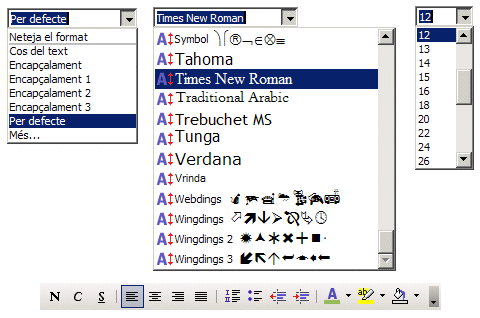 Per defecte
Neteja el format
Cos del text
Encapçalament
Encapçalament 1
Encapçalament 2
Encapçalament 3
Per defecte
Més...
Times New Roman
Symbol
Tahoma
Times New Roman
Traditional Arabic
Trebuchet MS
Tunga
Verdana
Vrinda
Webdings
Wingdings
Wingdings 2
Wingdings 3
12
12
13
14
15
16
18
20
22
24
26
N C S